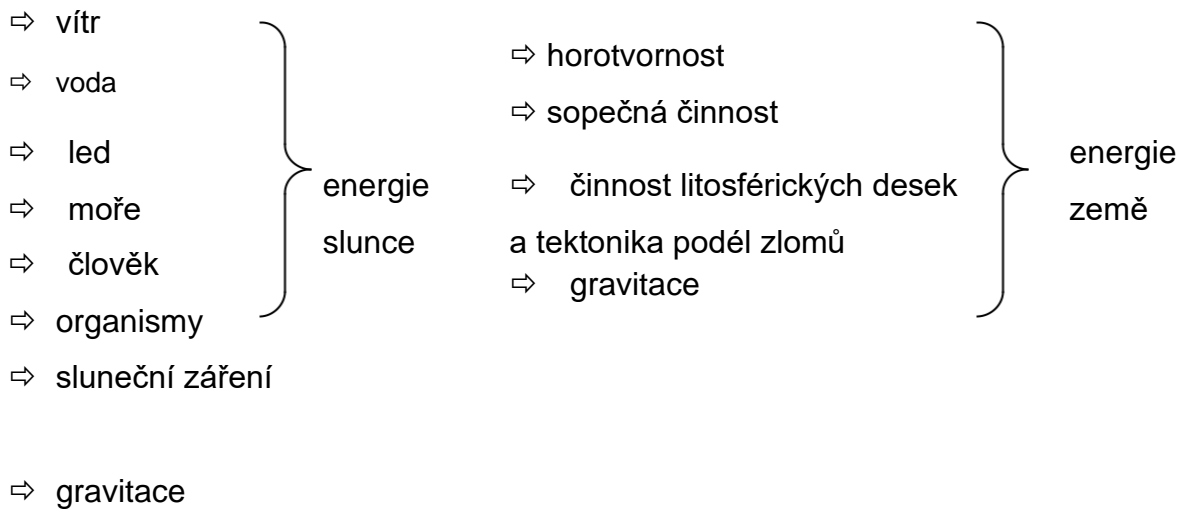 ⇨ vítr
⇨ voda
⇨ led
⇨ moře
⇨ člověk
⇨ organismy
⇨ sluneční záření
⇨ gravitace
energie
slunce
⇨ horotvornost
⇨ sopečná činnost
⇨ činnost litosférických desek
a tektonika podél zlomů
⇨ gravitace
energie
země